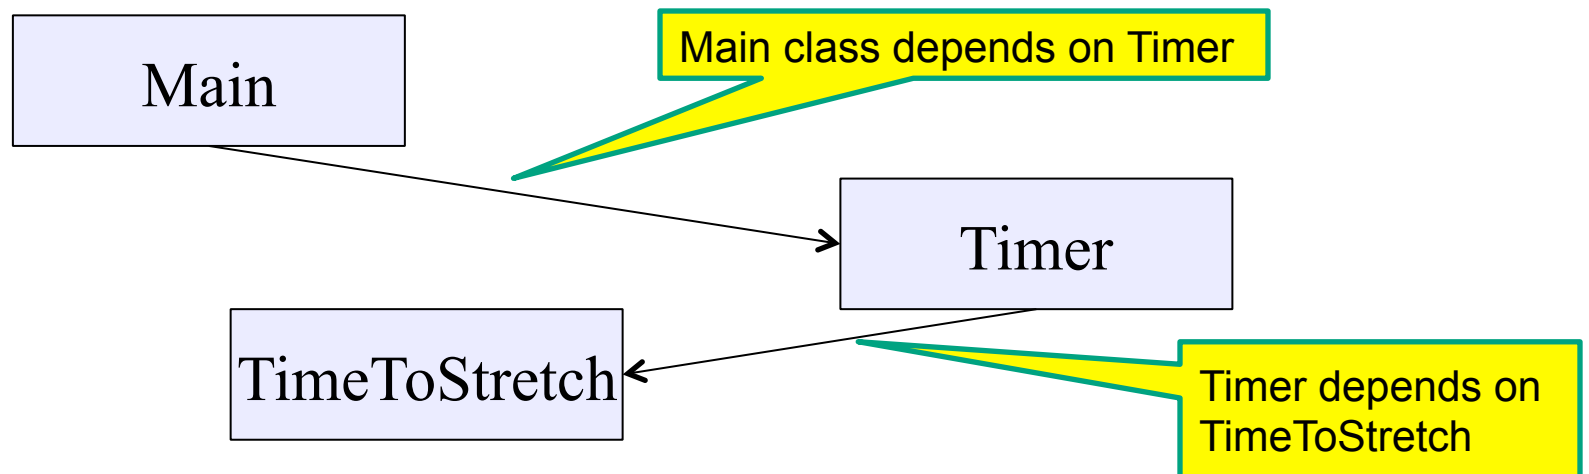 Main class depends on Timer
Main
Timer
TimeToStretch
Timer depends on
TimeToStretch